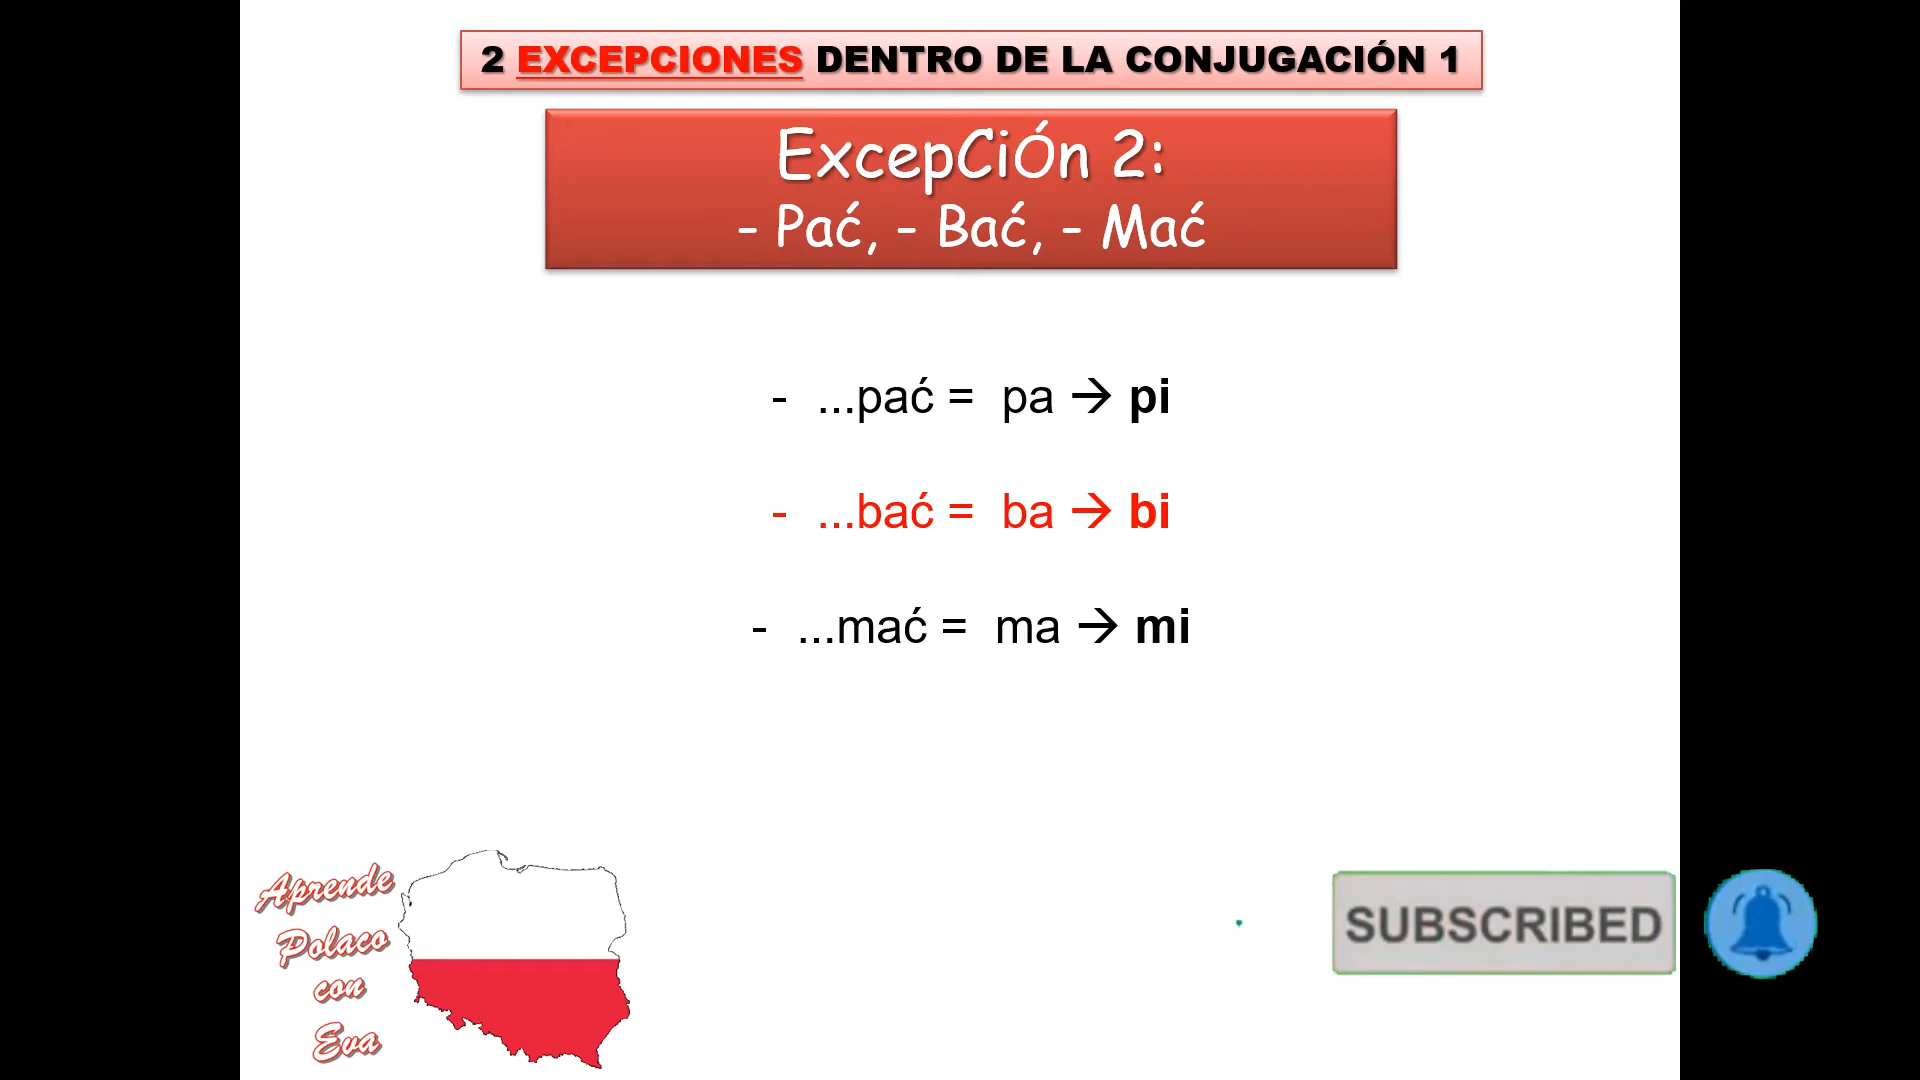 2 EXCEPCIONES DENTRO DE LA CONJUGACIÓN 1
ExcepCiÓn 2:
- Pać, - Bać, - Mać
- ...pać = pa → pi
- ...bać = ba → bi
- ...mać = ma → mi
Aprende
Polaco
con
Eva
SUBSCRIBED